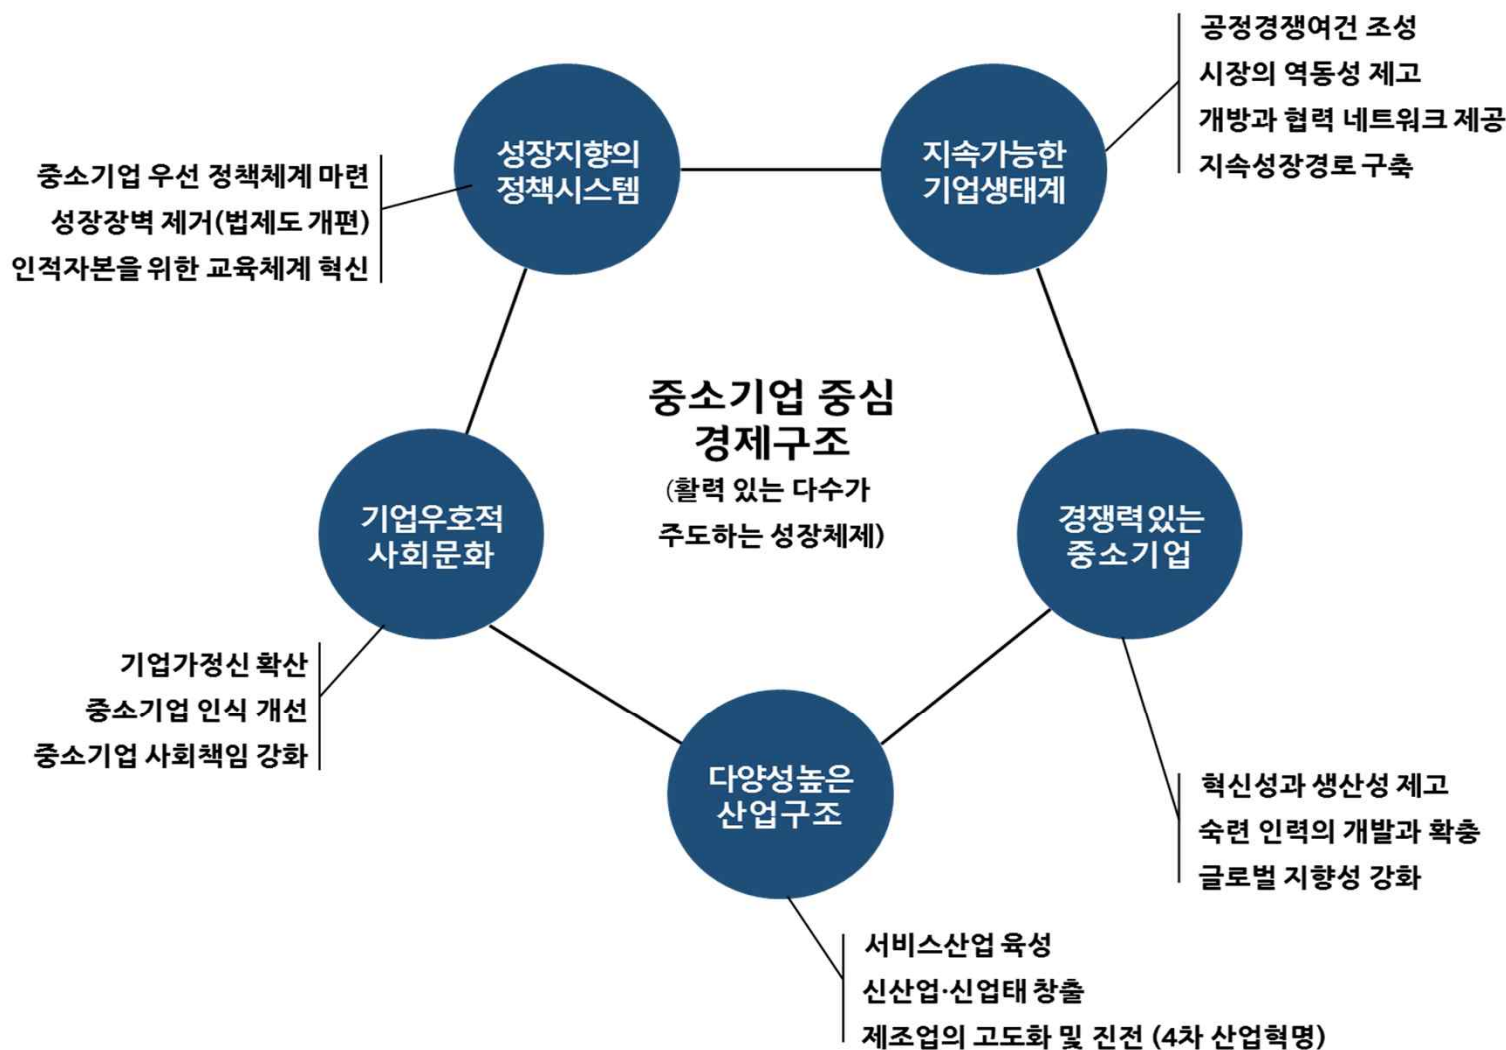 공정경쟁여건 조성
시장의 역동성 제고
개방과 협력 네트워크 제공
지속성장경로 구축
성장지향의
정책시스템
지속가능한
기업생태계
중소기업 우선 정책체계 마련
성장장벽 제거(법제도 개편)
인적자본을 위한 교육체계 혁신
중소기업 중심
경제구조
(활력 있는 다수가
주도하는 성장체제)
기업우호적
사회문화
경쟁력있는
중소기업
기업가정신 확산
중소기업 인식 개선
중소기업 사회책임 강화
다양성높은
산업구조
혁신성과 생산성 제고
숙련 인력의 개발과 확충
글로벌 지향성 강화
서비스산업 육성
신산업·신업태 창출
제조업의 고도화 및 진전 (4차 산업혁명)